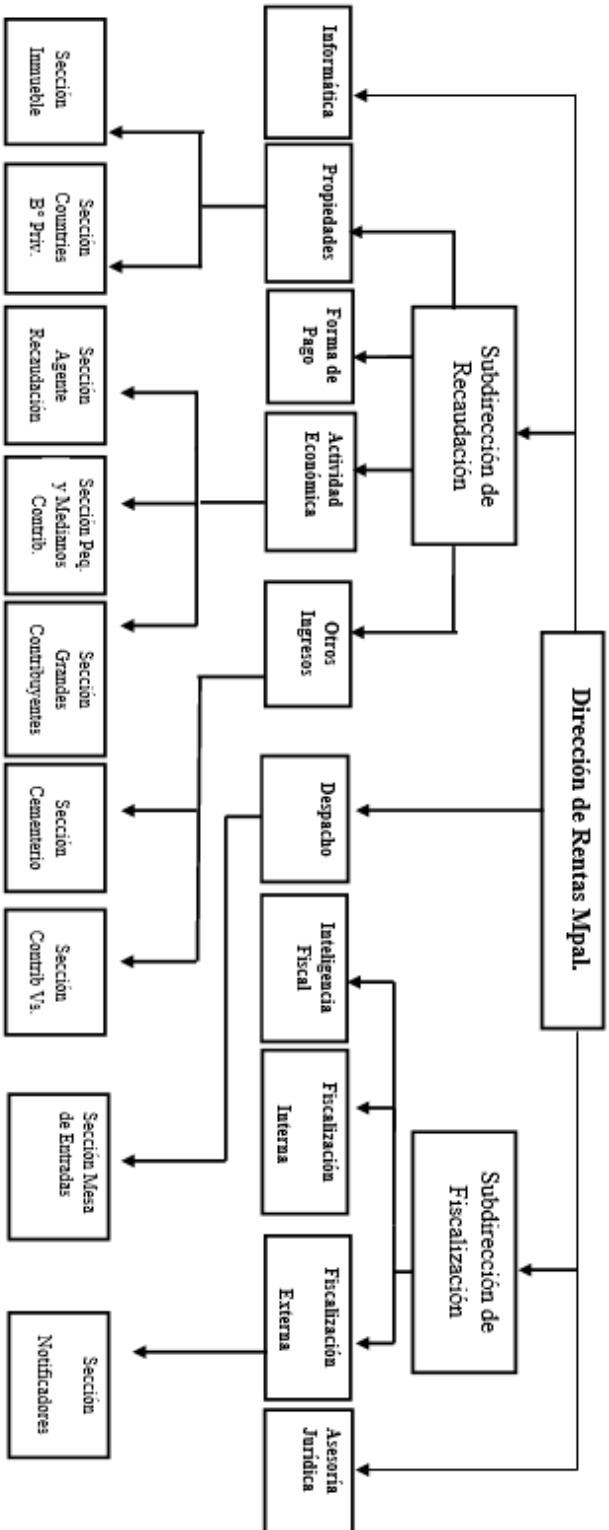 Dirección de Rentas Mpal.
Subdirección de
Recaudación
Subdirección de
Fiscalización
Informática
Propiedades
Forma de
Pago
Actividad
Económica
Otros
Ingresos
Despacho
Inteligencia
Fiscal
Fiscalización
Interna
Fiscalización
Externa
Asesoría
Jurídica
Sección
Inmueble
Sección
Countries
Bº Priv.
Sección
Agente
Recaudación
Sección Peq.
y Medianos
Contrib.
Sección
Grandes
Contribuyentes
Sección
Cementerio
Sección
Contrib Vs.
Sección Mesa
de Entradas
Sección
Notificadores